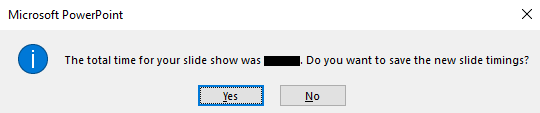 Microsoft PowerPoint
The total time for your slide show was . Do you want to save the new slide timings?
Yes No